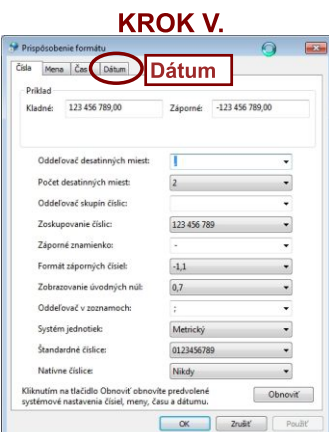 KROK V.
Prispôsobenie formátu
Čísla Mena Čas Dátum Dátum
Príklad
Kladné: 123 456 789,00 Záporné: -123 456 789,00
Oddeľovač desatinných miest: ,
Počet desatinných miest: 2
Oddeľovač skupín číslic:
Zoskupovanie číslic: 123 456 789
Záporné znamienko: -
Formát záporných čísiel: -1,1
Zobrazovanie úvodných núl: 0,7
Oddeľovač v zoznamoch: ;
Systém jednotiek: Metrický
Štandardné číslice: 0123456789
Natívne číslice: Nikdy
Kliknutím na tlačidlo Obnoviť obnovíte predvolené
systémové nastavenia čísiel, meny, času a dátumu.
Obnoviť
OK Zrušiť Použiť